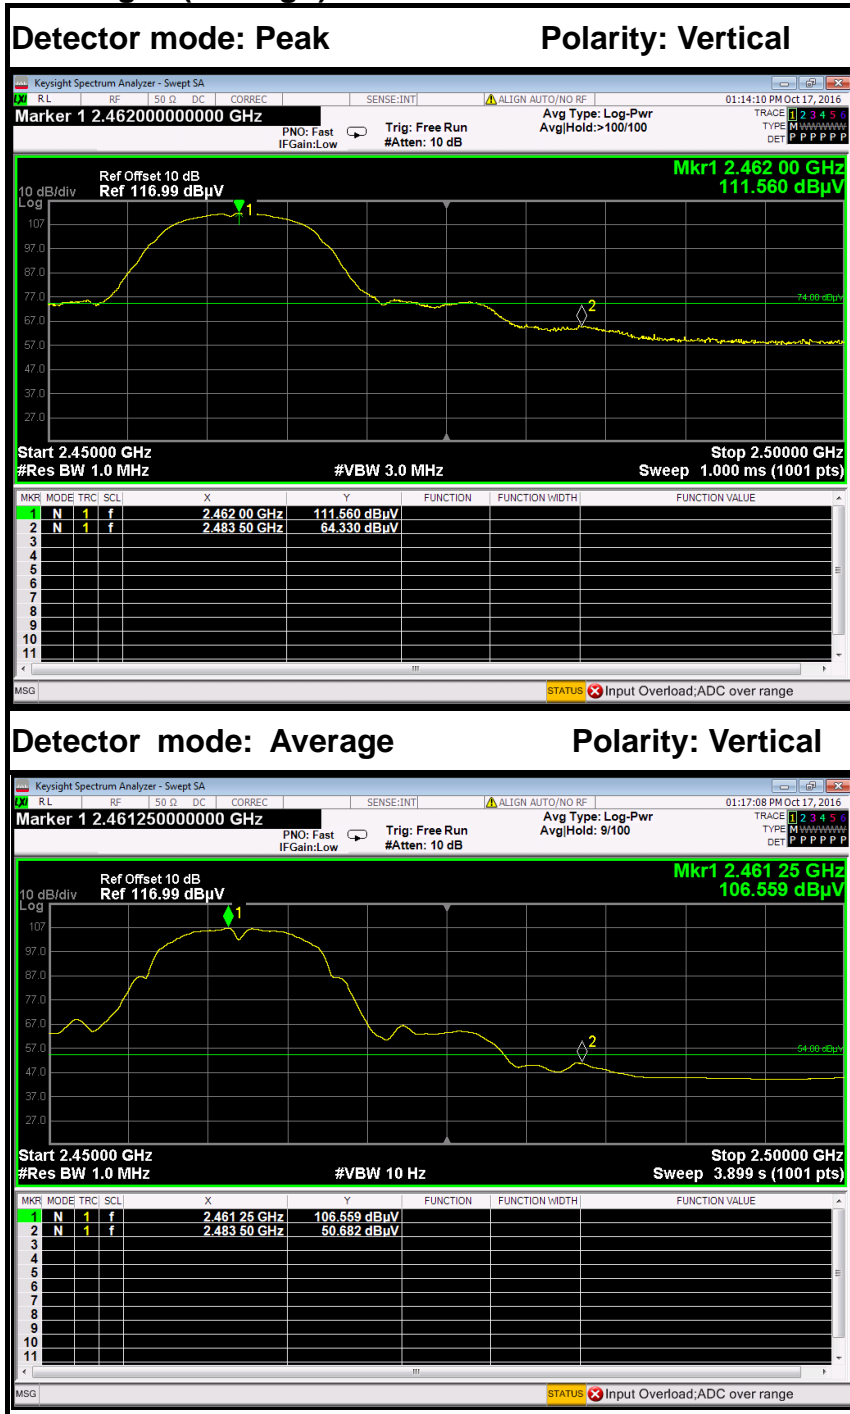 Detector mode: Peak Polarity: Vertical
Keysight Spectrum Analyzer - Swept SA
LXI RL RF 50 Ω DC CORREC SENSE:INT ALIGN AUTO/NO RF 01:14:10 PM Oct 17, 2016
Marker 1 2.462000000000 GHz
PNO: Fast
IFGain:Low
Trig: Free Run
#Atten: 10 dB
Avg Type: Log-Pwr
Avg|Hold:>100/100
TRACE 1 2 3 4 5 6
TYPE M W W W W W
DET P P P P P P
Mkr1 2.462 00 GHz
111.560 dBµV
Ref Offset 10 dB
10 dB/div Ref 116.99 dBµV
Log
1
107
97.0
87.0
77.0
74.00 dBµV
2
67.0
57.0
47.0
37.0
27.0
Start 2.45000 GHz Stop 2.50000 GHz
#Res BW 1.0 MHz #VBW 3.0 MHz Sweep 1.000 ms (1001 pts)
MKR MODE TRC SCL X Y FUNCTION FUNCTION WIDTH FUNCTION VALUE
1 N 1 f 2.462 00 GHz 111.560 dBµV
2 N 1 f 2.483 50 GHz 64.330 dBµV
3
4
5
6
7
8
9
10
11
MSG STATUS Input Overload;ADC over range
Detector mode: Average Polarity: Vertical
Keysight Spectrum Analyzer - Swept SA
LXI RL RF 50 Ω DC CORREC SENSE:INT ALIGN AUTO/NO RF 01:17:08 PM Oct 17, 2016
Marker 1 2.461250000000 GHz
PNO: Fast
IFGain:Low
Trig: Free Run
#Atten: 10 dB
Avg Type: Log-Pwr
Avg|Hold: 9/100
TRACE 1 2 3 4 5 6
TYPE M W W W W W
DET P P P P P P
Mkr1 2.461 25 GHz
106.559 dBµV
Ref Offset 10 dB
10 dB/div Ref 116.99 dBµV
Log
1
107
97.0
87.0
77.0
67.0
57.0
2
54.00 dBµV
47.0
37.0
27.0
Start 2.45000 GHz Stop 2.50000 GHz
#Res BW 1.0 MHz #VBW 10 Hz Sweep 3.899 s (1001 pts)
MKR MODE TRC SCL X Y FUNCTION FUNCTION WIDTH FUNCTION VALUE
1 N 1 f 2.461 25 GHz 106.559 dBµV
2 N 1 f 2.483 50 GHz 50.682 dBµV
3
4
5
6
7
8
9
10
11
MSG STATUS Input Overload;ADC over range